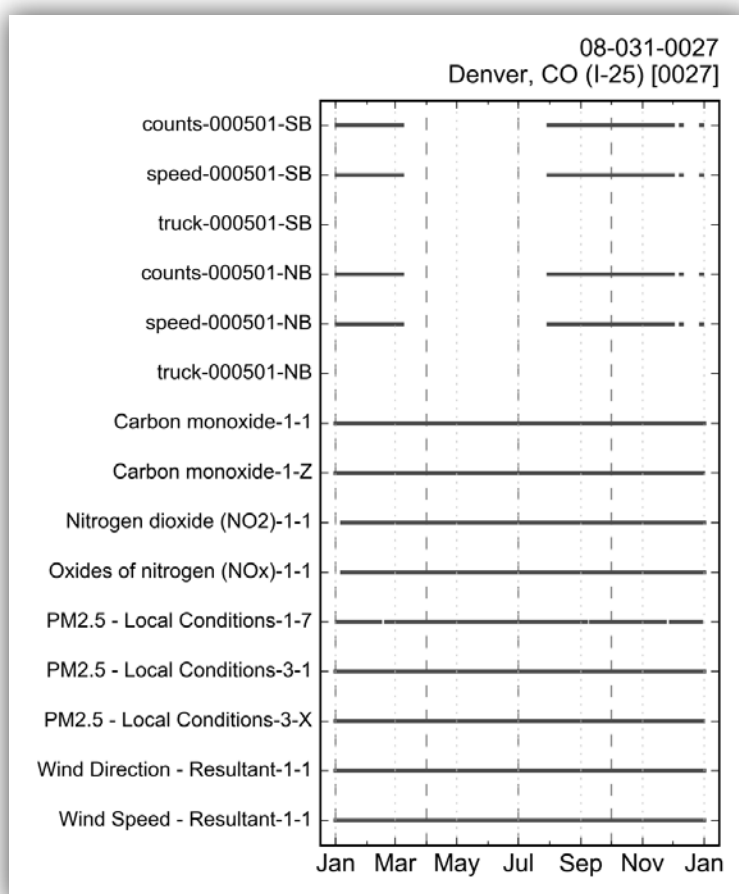 08-031-0027
Denver, CO (I-25) [0027]
counts-000501-SB
speed-000501-SB
truck-000501-SB
counts-000501-NB
speed-000501-NB
truck-000501-NB
Carbon monoxide-1-1
Carbon monoxide-1-Z
Nitrogen dioxide (NO2)-1-1
Oxides of nitrogen (NOx)-1-1
PM2.5 - Local Conditions-1-7
PM2.5 - Local Conditions-3-1
PM2.5 - Local Conditions-3-X
Wind Direction - Resultant-1-1
Wind Speed - Resultant-1-1
Jan Mar May Jul Sep Nov Jan